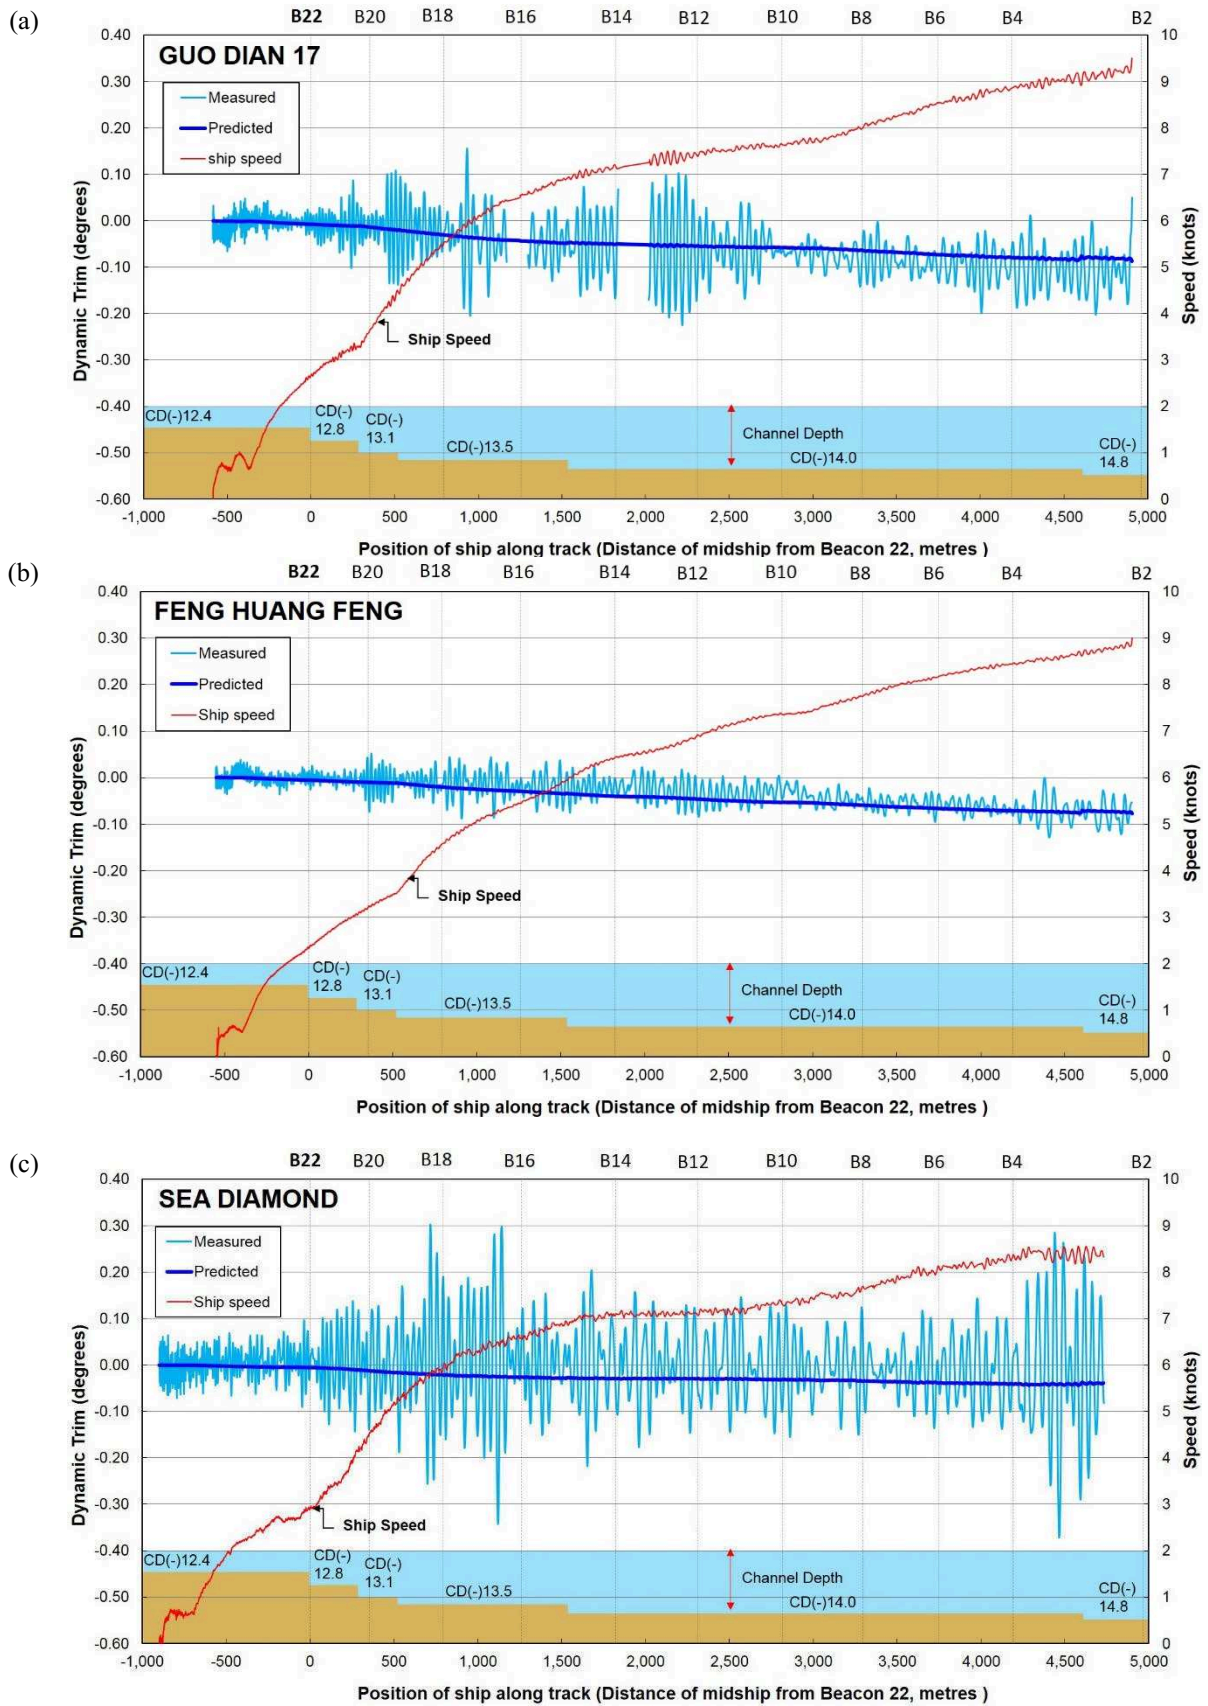 (a)
B22 B20 B18 B16 B14 B12 B10 B8 B6 B4 B2
GUO DIAN 17
Measured
Predicted
ship speed
0.40
0.30
0.20
0.10
0.00
-0.10
-0.20
-0.30
-0.40
-0.50
-0.60
Dynamic Trim (degrees)
10
9
8
7
6
5
4
3
2
1
0
Speed (knots)
Ship Speed
CD(-)12.4
CD(-)
12.8
CD(-)
13.1
CD(-)13.5
Channel Depth
CD(-)14.0
CD(-)
14.8
-1,000 -500 0 500 1,000 1,500 2,000 2,500 3,000 3,500 4,000 4,500 5,000
Position of ship along track (Distance of midship from Beacon 22, metres )
(b)
B22 B20 B18 B16 B14 B12 B10 B8 B6 B4 B2
FENG HUANG FENG
Measured
Predicted
Ship speed
0.40
0.30
0.20
0.10
0.00
-0.10
-0.20
-0.30
-0.40
-0.50
-0.60
Dynamic Trim (degrees)
10
9
8
7
6
5
4
3
2
1
0
Speed (knots)
Ship Speed
CD(-)12.4
CD(-)
12.8
CD(-)
13.1
CD(-)13.5
Channel Depth
CD(-)14.0
CD(-)
14.8
-1,000 -500 0 500 1,000 1,500 2,000 2,500 3,000 3,500 4,000 4,500 5,000
Position of ship along track (Distance of midship from Beacon 22, metres )
(c)
B22 B20 B18 B16 B14 B12 B10 B8 B6 B4 B2
SEA DIAMOND
Measured
Predicted
Ship speed
0.40
0.30
0.20
0.10
0.00
-0.10
-0.20
-0.30
-0.40
-0.50
-0.60
Dynamic Trim (degrees)
10
9
8
7
6
5
4
3
2
1
0
Speed (knots)
Ship Speed
CD(-)12.4
CD(-)
12.8
CD(-)
13.1
CD(-)13.5
Channel Depth
CD(-)14.0
CD(-)
14.8
-1,000 -500 0 500 1,000 1,500 2,000 2,500 3,000 3,500 4,000 4,500 5,000
Position of ship along track (Distance of midship from Beacon 22, metres )